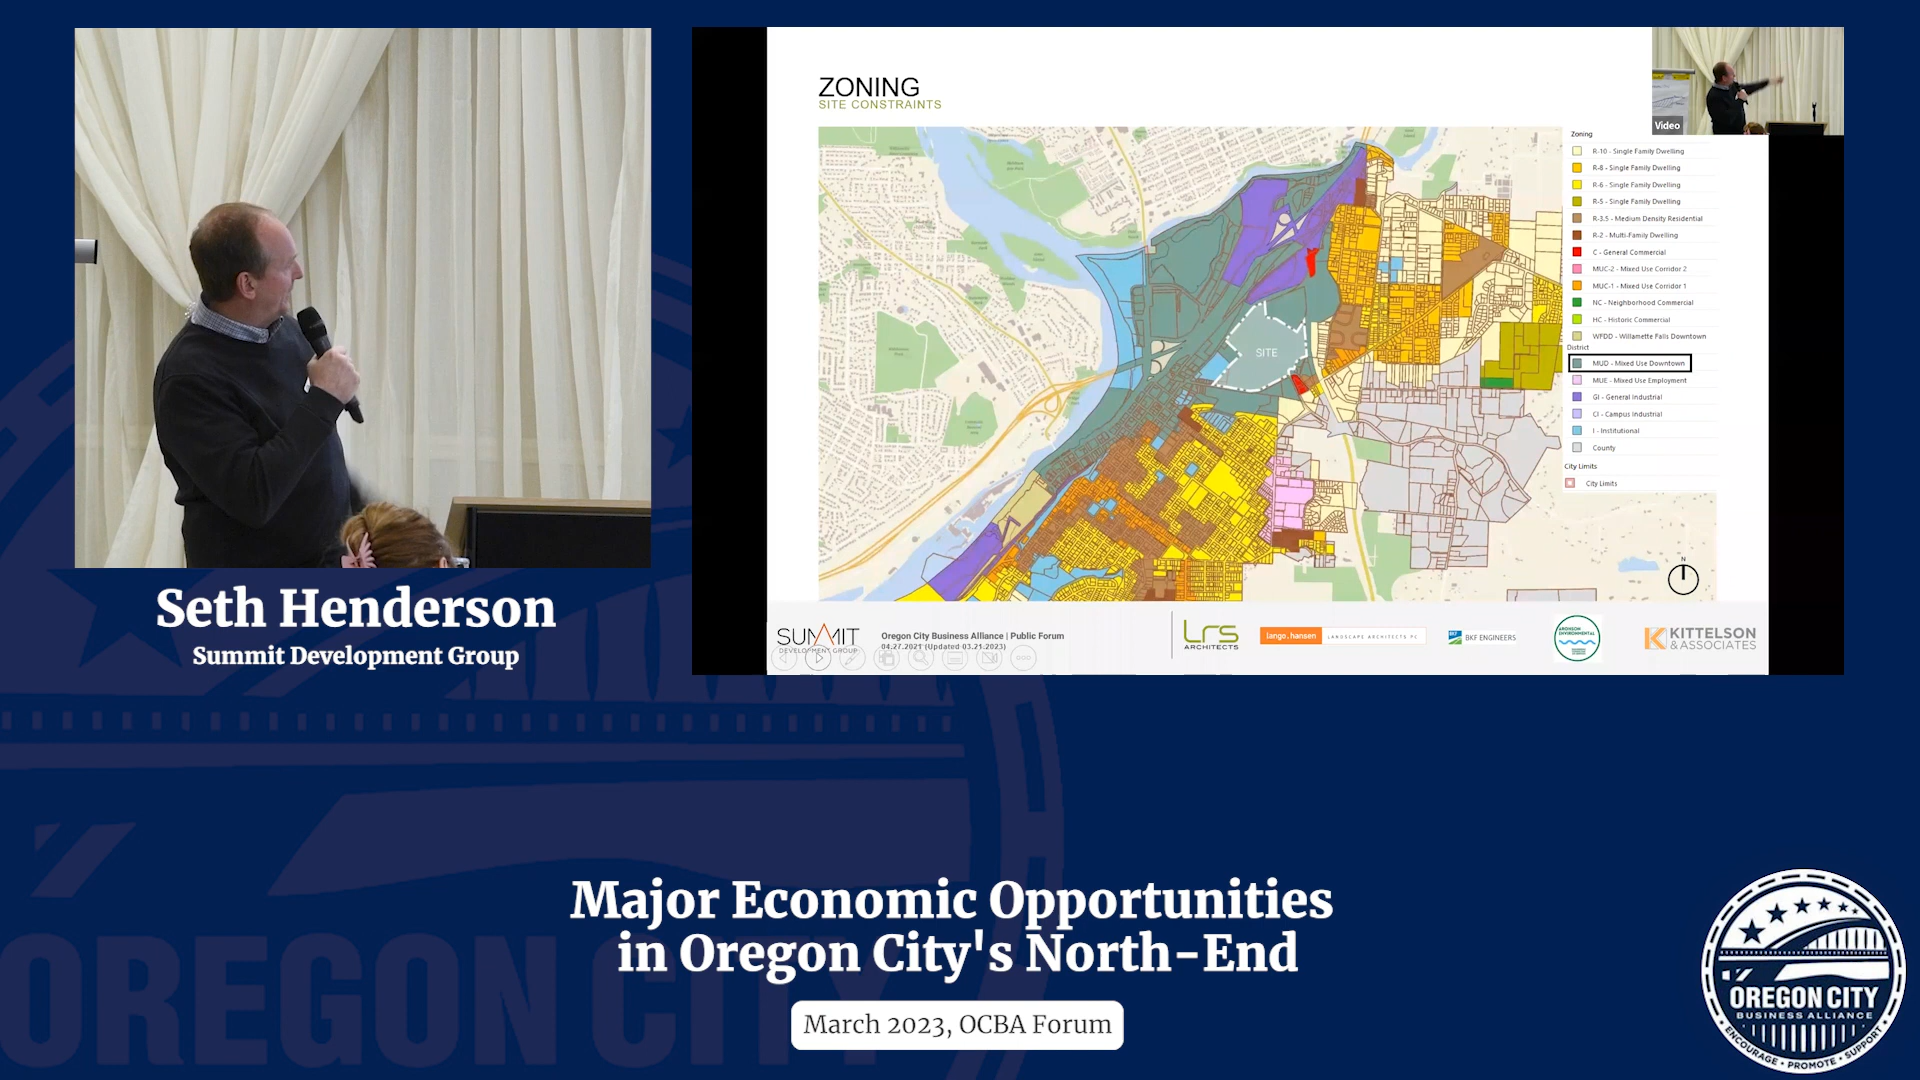 ZONING
SITE CONSTRAINTS
Video
SITE
Zoning
R-10 - Single Family Dwelling
R-8 - Single Family Dwelling
R-6 - Single Family Dwelling
R-5 - Single Family Dwelling
R-3.5 - Medium Density Residential
R-2 - Multi-Family Dwelling
C - General Commercial
MUC-2 - Mixed Use Corridor 2
MUC-1 - Mixed Use Corridor 1
NC - Neighborhood Commercial
HC - Historic Commercial
WFDD - Willamette Falls Downtown
District
MUD - Mixed Use Downtown
MUE - Mixed Use Employment
GI - General Industrial
CI - Campus Industrial
I - Institutional
County
City Limits
City Limits
N
SUMMIT
DEVELOPMENT GROUP
Oregon City Business Alliance | Public Forum
04.27.2021 (Updated 03.21.2023)
LRS
ARCHITECTS
lango.hansen
LANDSCAPE ARCHITECTS PC
BKF ENGINEERS
KITTELSON
& ASSOCIATES
Seth Henderson
Summit Development Group
Major Economic Opportunities
in Oregon City's North-End
March 2023, OCBA Forum
OREGON CITY
OREGON CITY
BUSINESS ALLIANCE
ENCOURAGE • PROMOTE • SUPPORT